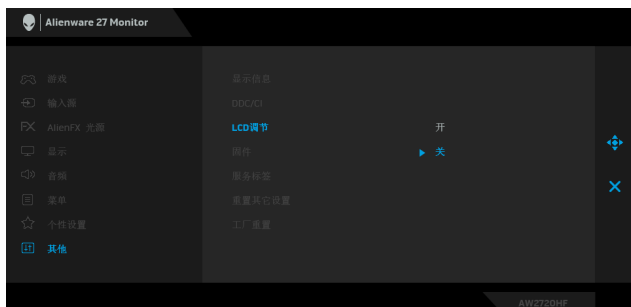 Alienware 27 Monitor
游戏
输入源
AlienFX 光源
显示
音频
菜单
个性设置
其他
显示信息
DDC/CI
LCD调节
固件
服务标签
重置其它设置
工厂重置
开
关
AW2720HF